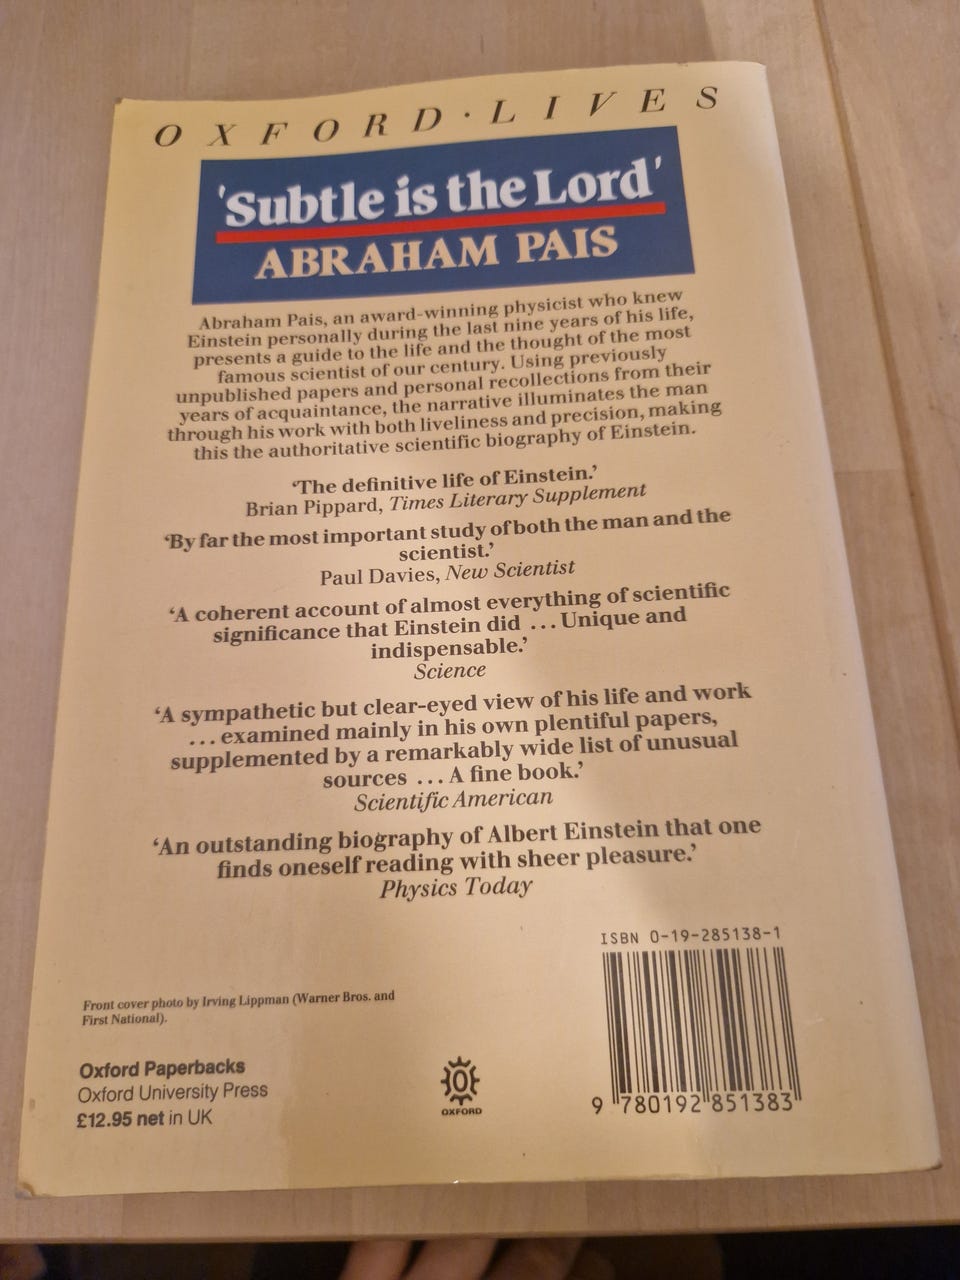 OXFORD · LIVES
'Subtle is the Lord'
ABRAHAM PAIS
Abraham Pais, an award-winning physicist who knew
Einstein personally during the last nine years of his life,
presents a guide to the life and the thought of the most
famous scientist of our century. Using previously
unpublished papers and personal recollections from their
years of acquaintance, the narrative illuminates the man
through his work with both liveliness and precision, making
this the authoritative scientific biography of Einstein.
‘The definitive life of Einstein.’
Brian Pippard, Times Literary Supplement
‘By far the most important study of both the man and the
scientist.’
Paul Davies, New Scientist
‘A coherent account of almost everything of scientific
significance that Einstein did ... Unique and
indispensable.’
Science
‘A sympathetic but clear-eyed view of his life and work
... examined mainly in his own plentiful papers,
supplemented by a remarkably wide list of unusual
sources ... A fine book.’
Scientific American
‘An outstanding biography of Albert Einstein that one
finds oneself reading with sheer pleasure.’
Physics Today
ISBN 0-19-285138-1
9 780192 851383
Front cover photo by Irving Lippman (Warner Bros. and
First National).
Oxford Paperbacks
Oxford University Press
£12.95 net in UK
OXFORD